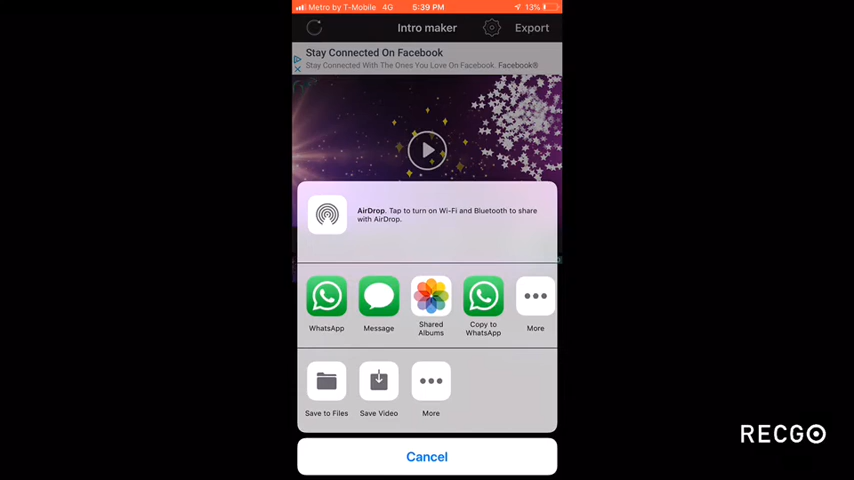 Metro by T-Mobile 4G 5:39 PM 13%
Intro maker Export
Stay Connected On Facebook
Stay Connected With The Ones You Love On Facebook. Facebook®
AirDrop. Tap to turn on Wi-Fi and Bluetooth to share
with AirDrop.
WhatsApp Message Shared Albums Copy to WhatsApp More
Save to Files Save Video More
Cancel
RECGO